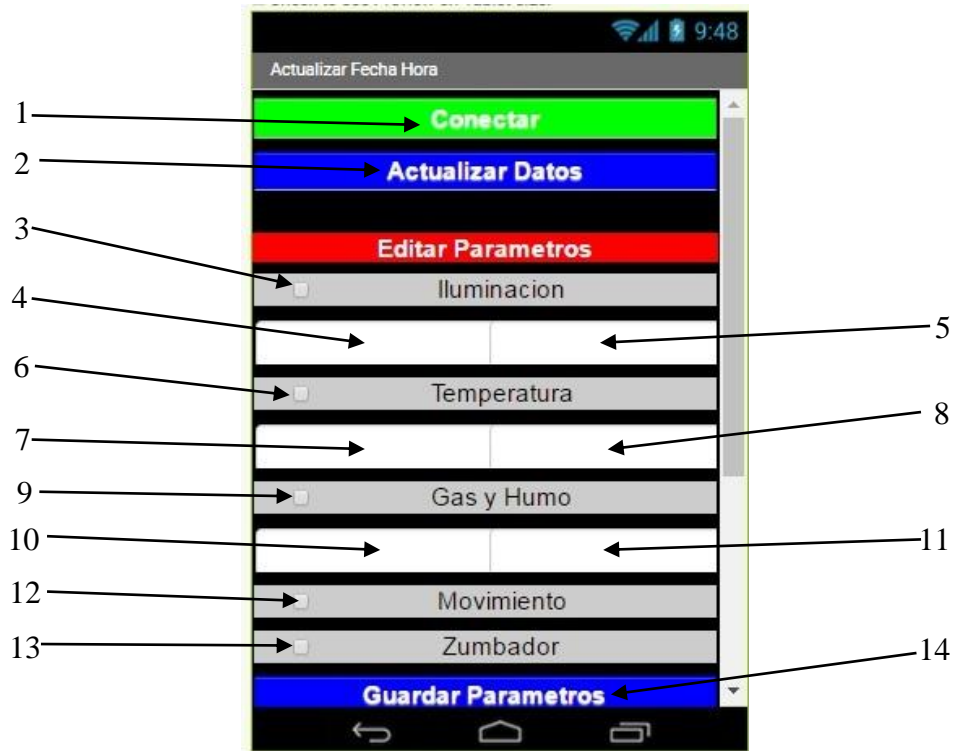 9:48
Actualizar Fecha Hora
1
Conectar
2
Actualizar Datos
3
Editar Parametros
Iluminacion
4
5
6
Temperatura
7
8
9
Gas y Humo
10
11
12
Movimiento
13
Zumbador
14
Guardar Parametros